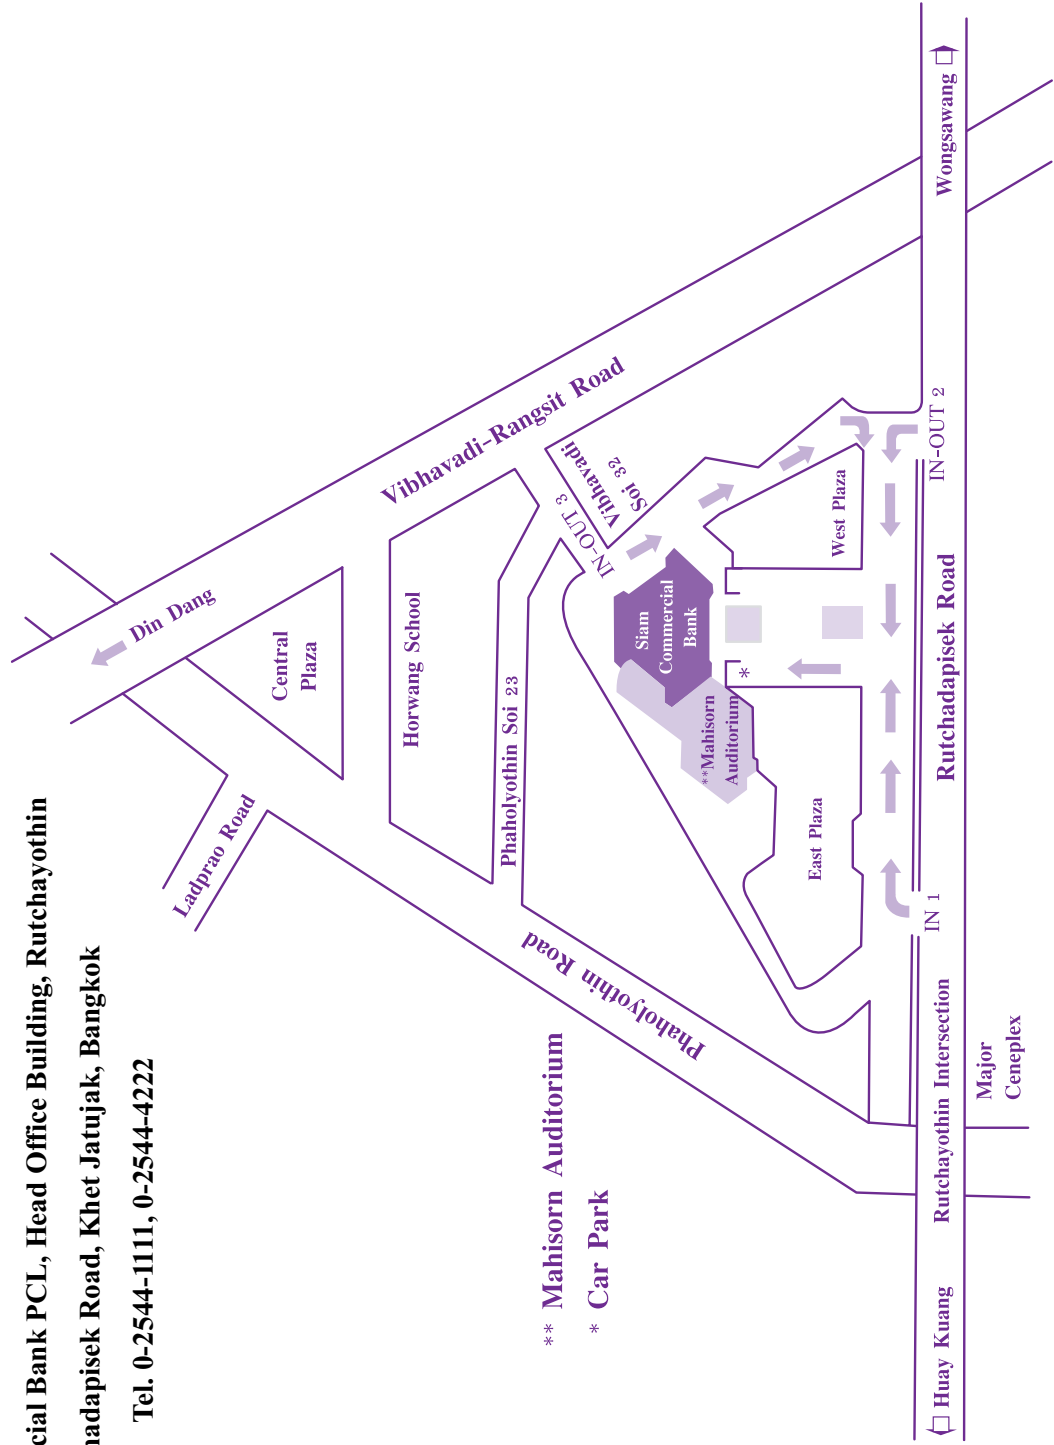 cial Bank PCL, Head Office Building, Rutchayothin
adapisek Road, Khet Jatujak, Bangkok
Tel. 0-2544-1111, 0-2544-4222
Din Dang
Vibhavadi-Rangsit Road
Wongsawang
Central
Plaza
Horwang School
Ladprao Road
Phaholyothin Soi 23
Phaholyothin Road
Vibhavadi
Soi 32
IN-OUT 3
Siam
Commercial
Bank
**Mahisorn
Auditorium
*
West Plaza
East Plaza
IN-OUT 2
IN 1
Rutchadapisek Road
Rutchayothin Intersection
Major
Ceneplex
Huay Kuang
** Mahisorn Auditorium
* Car Park